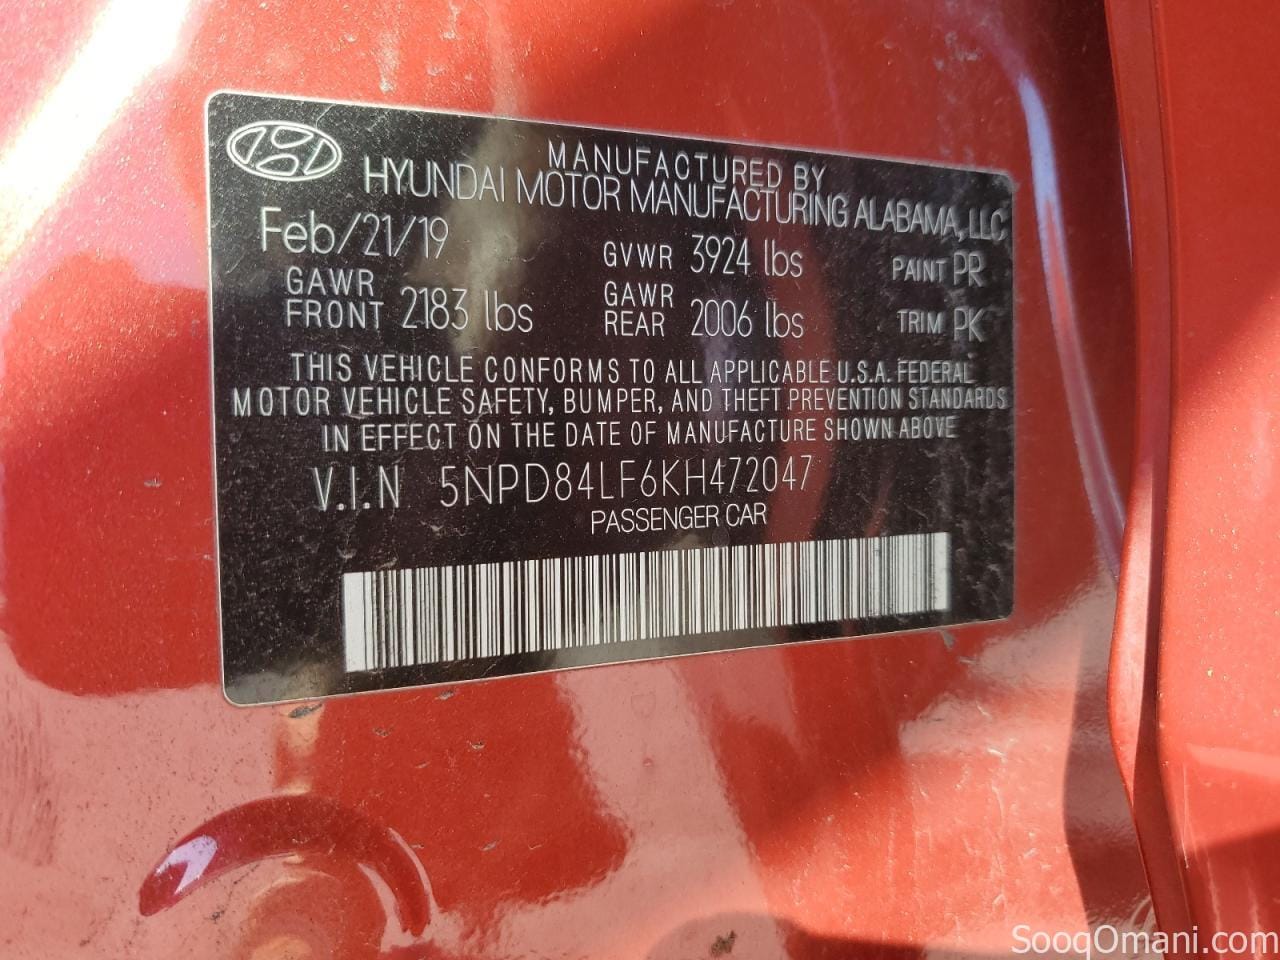 MANUFACTURED BY
HYUNDAI MOTOR MANUFACTURING ALABAMA, LLC
Feb/21/19 GVWR 3924 lbs PAINT PR
GAWR FRONT 2183 lbs GAWR REAR 2006 lbs TRIM PK
THIS VEHICLE CONFORMS TO ALL APPLICABLE U.S.A. FEDERAL
MOTOR VEHICLE SAFETY, BUMPER, AND THEFT PREVENTION STANDARDS
IN EFFECT ON THE DATE OF MANUFACTURE SHOWN ABOVE
V.I.N 5NPD84LF6KH472047
PASSENGER CAR
SooqOmani.com